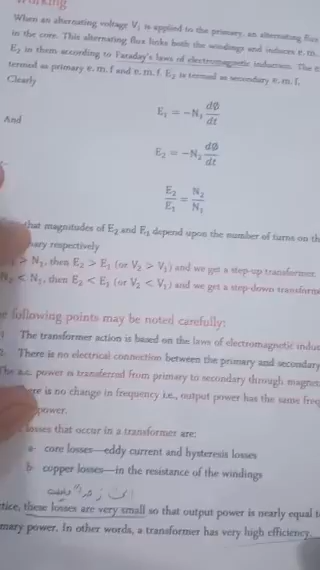 Working
When an alternating voltage V₁ is applied to the primary, an alternating flux
in the core. This alternating flux links both the windings and induces e. m.
E₂ in them according to Faraday's laws of electromagnetic induction. The e
termed as primary e. m. f and e. m. f. E₂ is termed as secondary e. m. f.
Clearly
E₁ = −N₁ dØ/dt
And
E₂ = −N₂ dØ/dt
E₂/E₁ = N₂/N₁
that magnitudes of E₂ and E₁ depend upon the number of turns on th
ary respectively
> N₁, then E₂ > E₁ (or V₂ > V₁) and we get a step-up transformer.
N₂ < N₁, then E₂ < E₁ (or V₂ < V₁) and we get a step-down transform
following points may be noted carefully:
The transformer action is based on the laws of electromagnetic induc
There is no electrical connection between the primary and secondary
The a.c. power is transferred from primary to secondary through magnet
ere is no change in frequency i.e., output power has the same freq
power.
losses that occur in a transformer are:
a- core losses—eddy current and hysteresis losses
b- copper losses—in the resistance of the windings
tice, these losses are very small so that output power is nearly equal t
mary power. In other words, a transformer has very high efficiency.